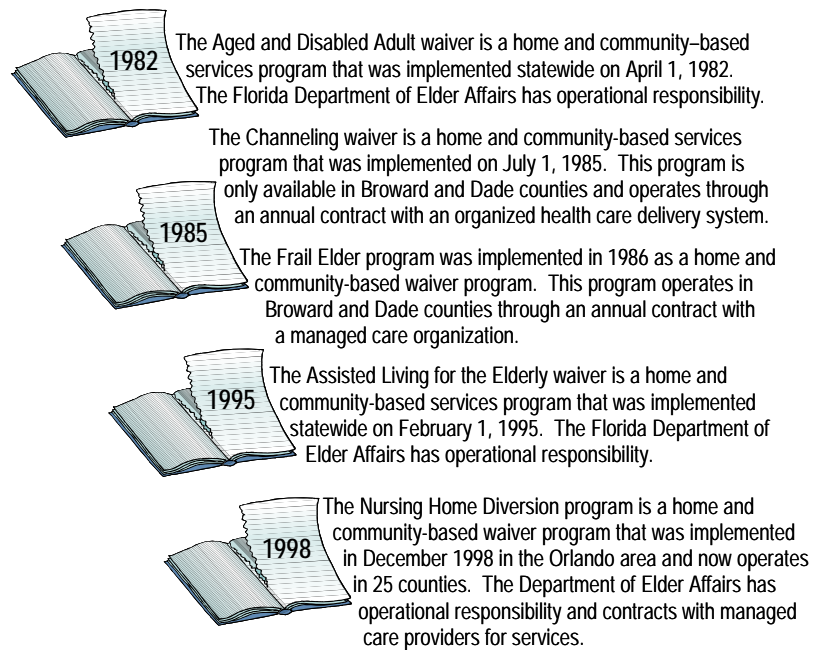 1982
The Aged and Disabled Adult waiver is a home and community–based
services program that was implemented statewide on April 1, 1982.
The Florida Department of Elder Affairs has operational responsibility.
The Channeling waiver is a home and community-based services
program that was implemented on July 1, 1985.  This program is
only available in Broward and Dade counties and operates through
an annual contract with an organized health care delivery system.
1985
The Frail Elder program was implemented in 1986 as a home and
community-based waiver program.  This program operates in
Broward and Dade counties through an annual contract with
a managed care organization.
1995
The Assisted Living for the Elderly waiver is a home and
community-based services program that was implemented
statewide on February 1, 1995.  The Florida Department of
Elder Affairs has operational responsibility.
1998
The Nursing Home Diversion program is a home and
community-based waiver program that was implemented
in December 1998 in the Orlando area and now operates
in 25 counties.  The Department of Elder Affairs has
operational responsibility and contracts with managed
care providers for services.